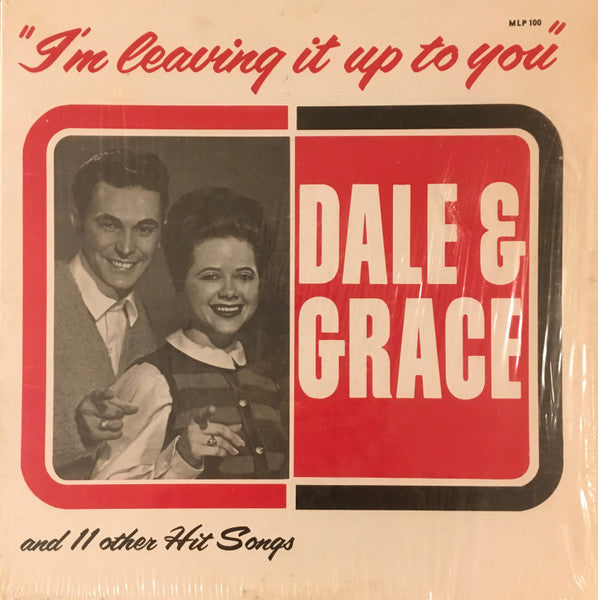 MLP 100
"I'm leaving it up to you"
DALE &
GRACE
and 11 other Hit Songs